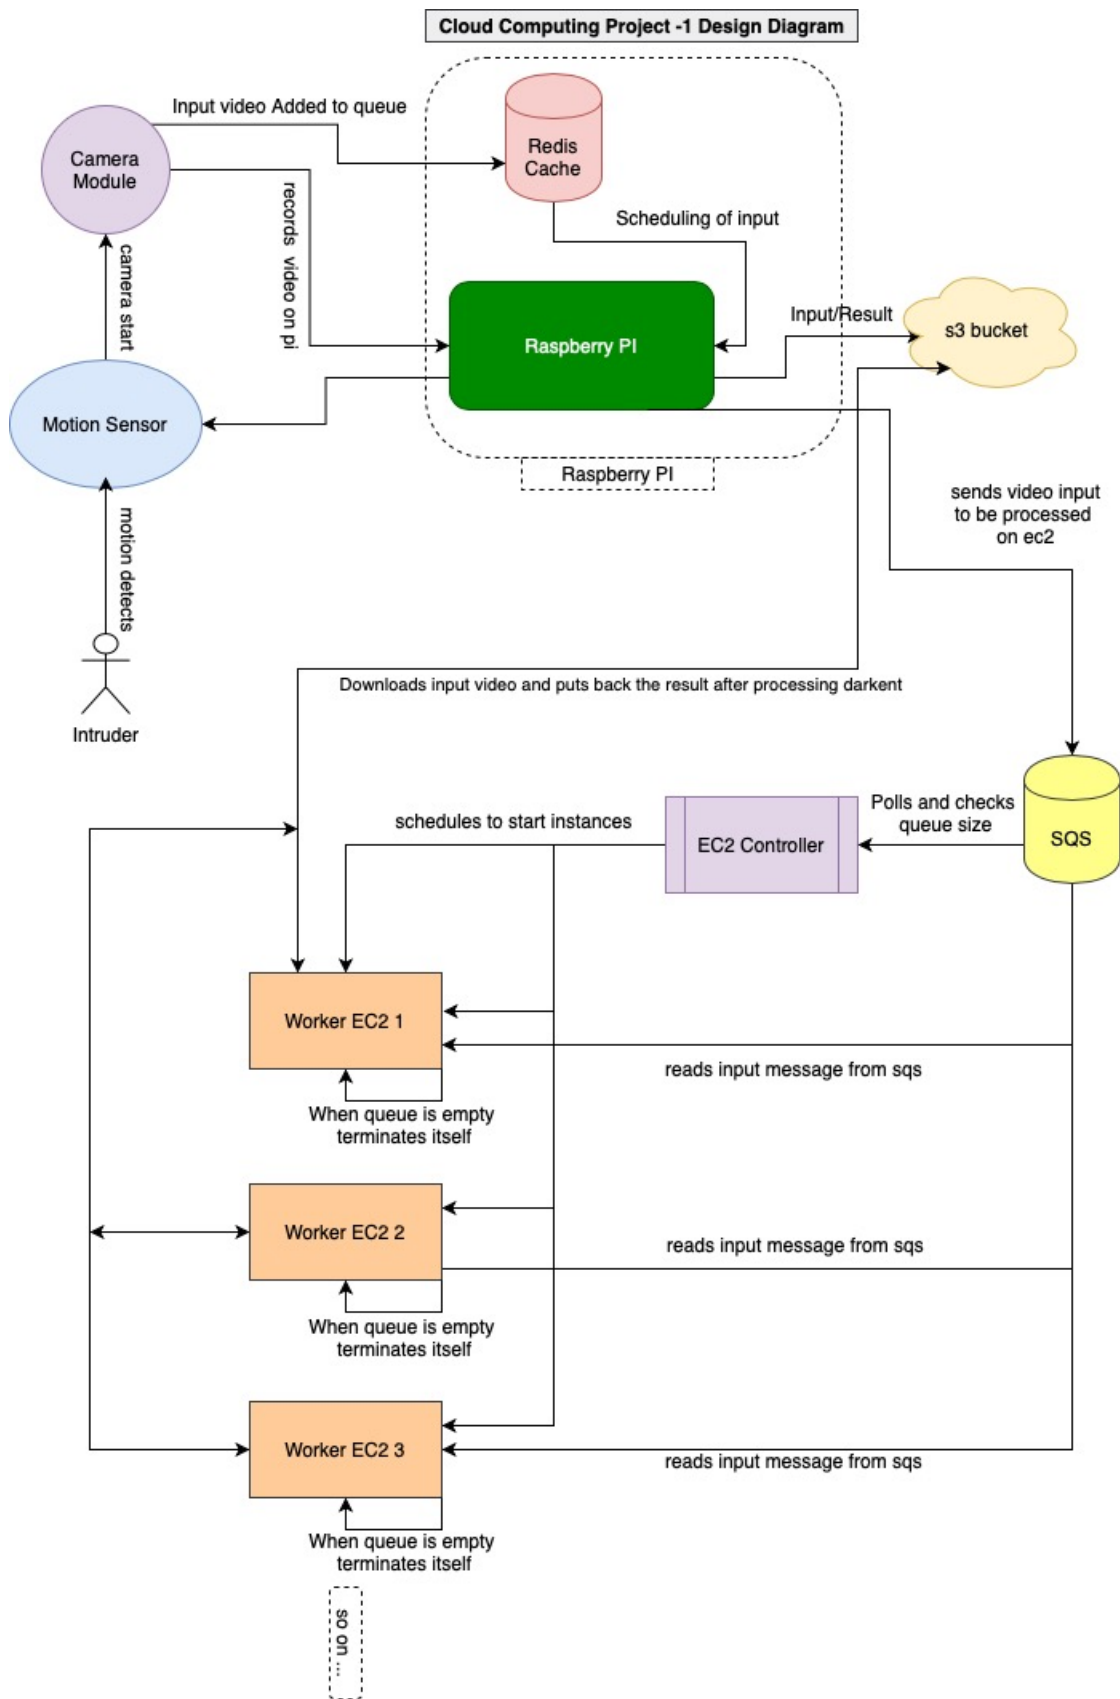 Cloud Computing Project -1 Design Diagram
Input video Added to queue
Redis
Cache
Camera
Module
Scheduling of input
records video on pi
camera start
Input/Result
s3 bucket
Raspberry PI
Motion Sensor
Raspberry PI
sends video input
to be processed
on ec2
motion detects
Downloads input video and puts back the result after processing darkent
Intruder
Polls and checks
queue size
schedules to start instances
EC2 Controller
SQS
Worker EC2 1
reads input message from sqs
When queue is empty
terminates itself
Worker EC2 2
reads input message from sqs
When queue is empty
terminates itself
Worker EC2 3
reads input message from sqs
When queue is empty
terminates itself
so on ...